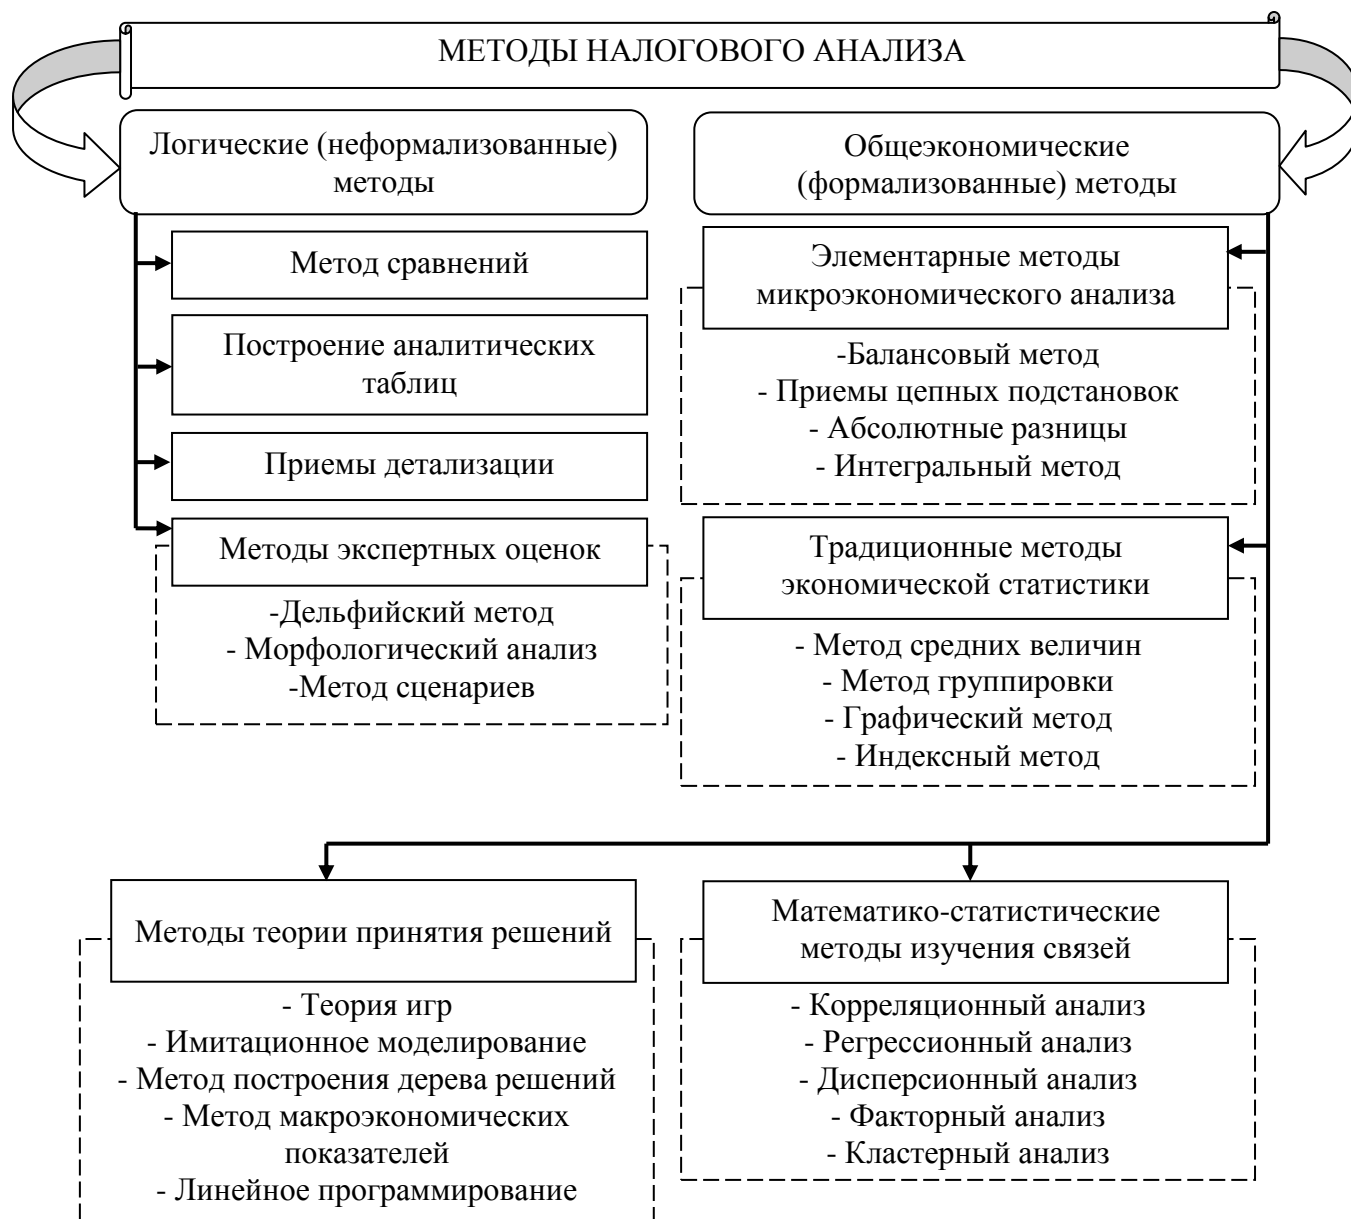 МЕТОДЫ НАЛОГОВОГО АНАЛИЗА
Логические (неформализованные)
методы
Метод сравнений
Построение аналитических
таблиц
Приемы детализации
Методы экспертных оценок
-Дельфийский метод
- Морфологический анализ
-Метод сценариев
Общеэкономические
(формализованные) методы
Элементарные методы
микроэкономического анализа
-Балансовый метод
- Приемы цепных подстановок
- Абсолютные разницы
- Интегральный метод
Традиционные методы
экономической статистики
- Метод средних величин
- Метод группировки
- Графический метод
- Индексный метод
Методы теории принятия решений
- Теория игр
- Имитационное моделирование
- Метод построения дерева решений
- Метод макроэкономических
показателей
- Линейное программирование
Математико-статистические
методы изучения связей
- Корреляционный анализ
- Регрессионный анализ
- Дисперсионный анализ
- Факторный анализ
- Кластерный анализ